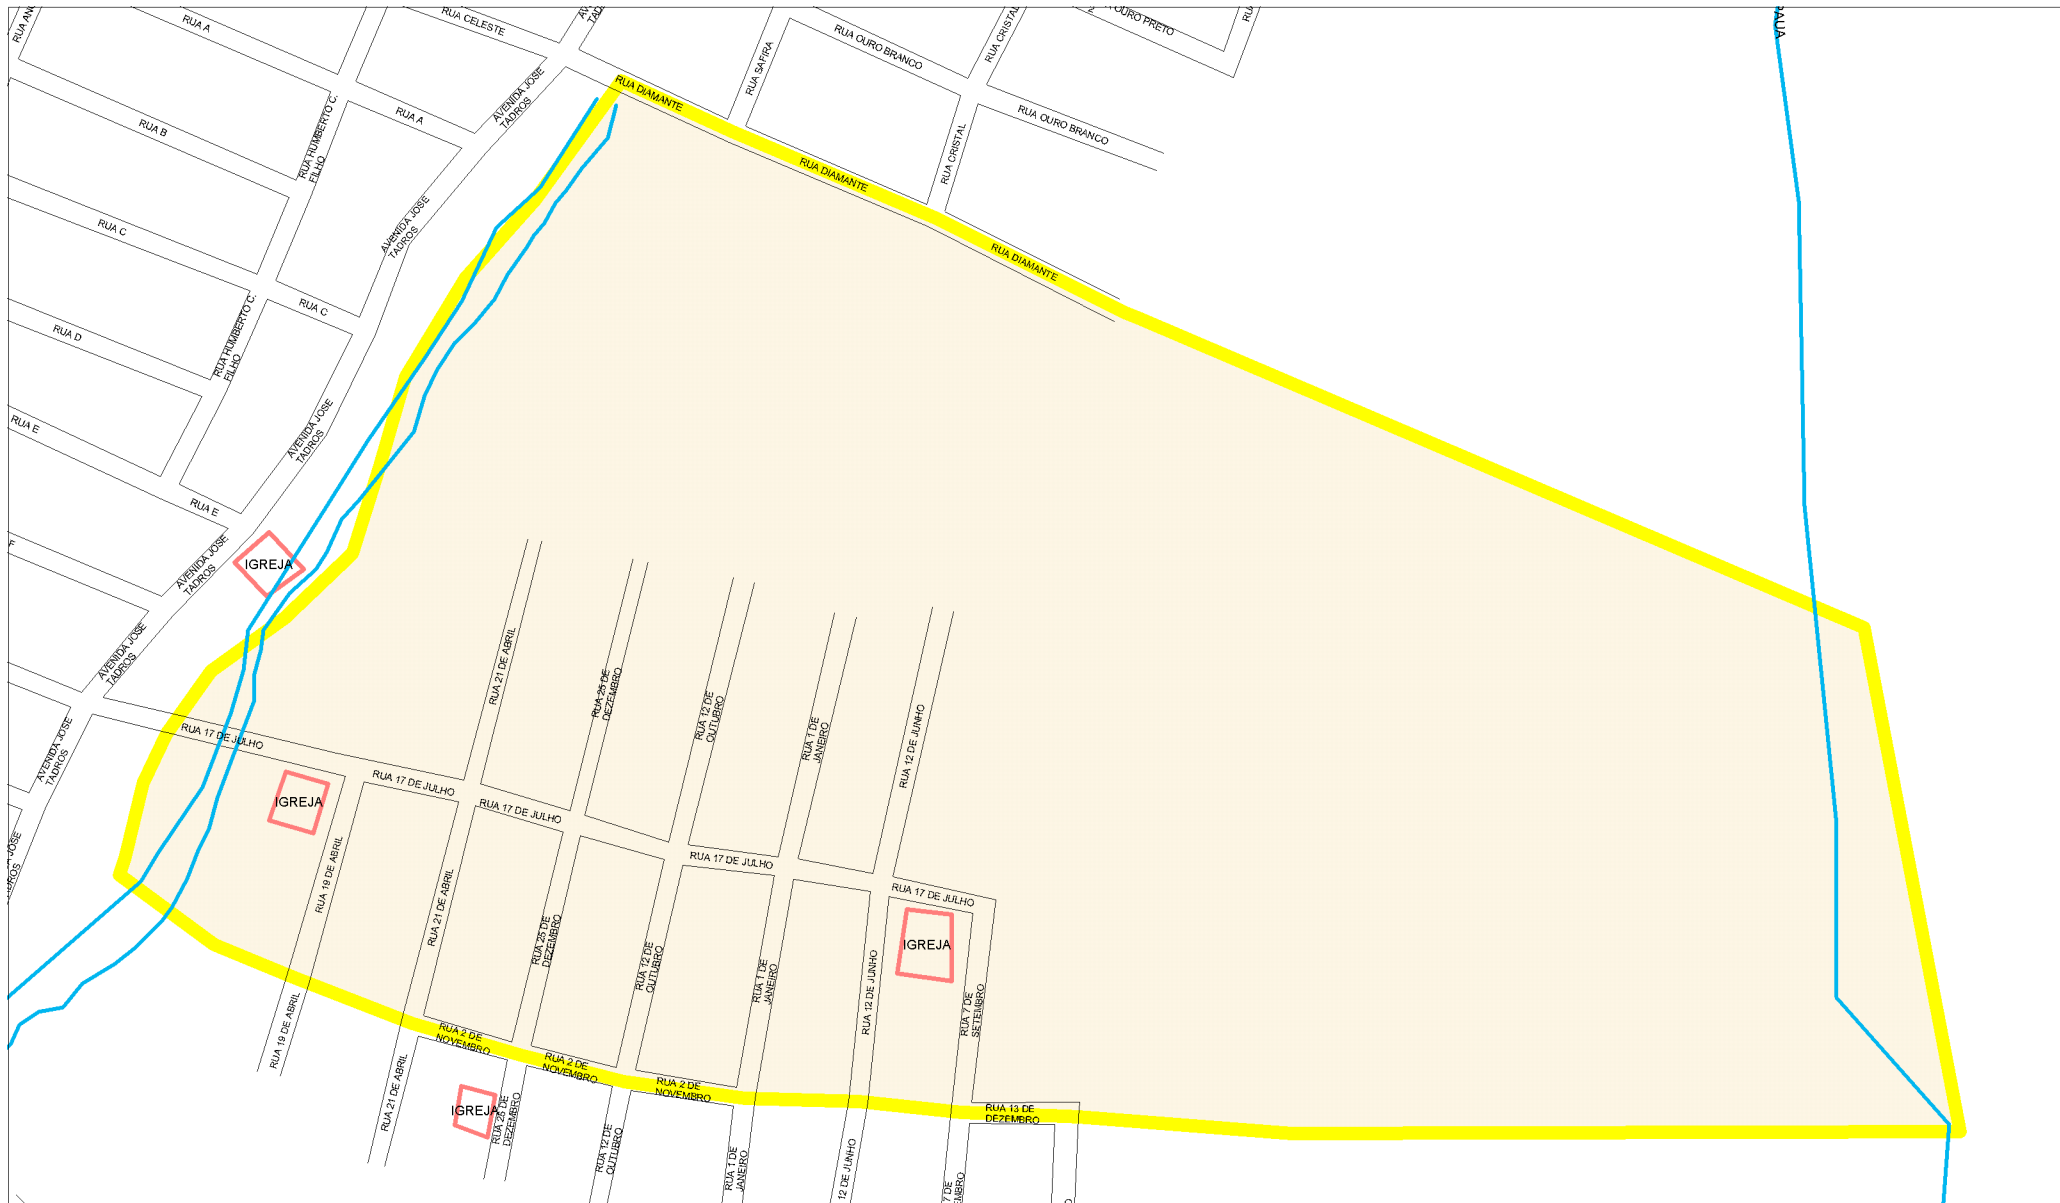 RUA A
RUA CELESTE
RUA CRISTAL
OURO PRETO
RUA OURO BRANCO
RUA SAFIRA
RUA DIAMANTE
AVENIDA JOSE
TADROS
RUA A
RUA HUMBERTO C.
FILHO
RUA B
RUA OURO BRANCO
RUA CRISTAL
RUA DIAMANTE
RUA C
AVENIDA JOSE
TADROS
RUA DIAMANTE
RUA C
RUA D
RUA HUMBERTO C.
FILHO
RUA E
AVENIDA JOSE
TADROS
RUA E
F
AVENIDA JOSE
TADROS
IGREJA
AVENIDA JOSE
TADROS
RUA 21 DE ABRIL
RUA 25 DE
DEZEMBRO
RUA 12 DE
OUTUBRO
RUA 1 DE
JANEIRO
RUA 12 DE JUNHO
AVENIDA JOSE
TADROS
RUA 17 DE JULHO
RUA 17 DE JULHO
RUA 17 DE JULHO
IGREJA
RUA 17 DE JULHO
RUA 17 DE JULHO
RUA 19 DE ABRIL
RUA 21 DE ABRIL
RUA 25 DE
DEZEMBRO
RUA 12 DE
OUTUBRO
RUA 1 DE
JANEIRO
RUA 12 DE JUNHO
IGREJA
RUA 7 DE
SETEMBRO
RUA 19 DE ABRIL
RUA 2 DE
NOVEMBRO
RUA 2 DE
NOVEMBRO
RUA 2 DE
NOVEMBRO
RUA 13 DE
DEZEMBRO
RUA 21 DE ABRIL
IGREJA
RUA 25 DE
DEZEMBRO
RUA 12 DE
OUTUBRO
RUA 1 DE
JANEIRO
12 DE JUNHO
7 DE